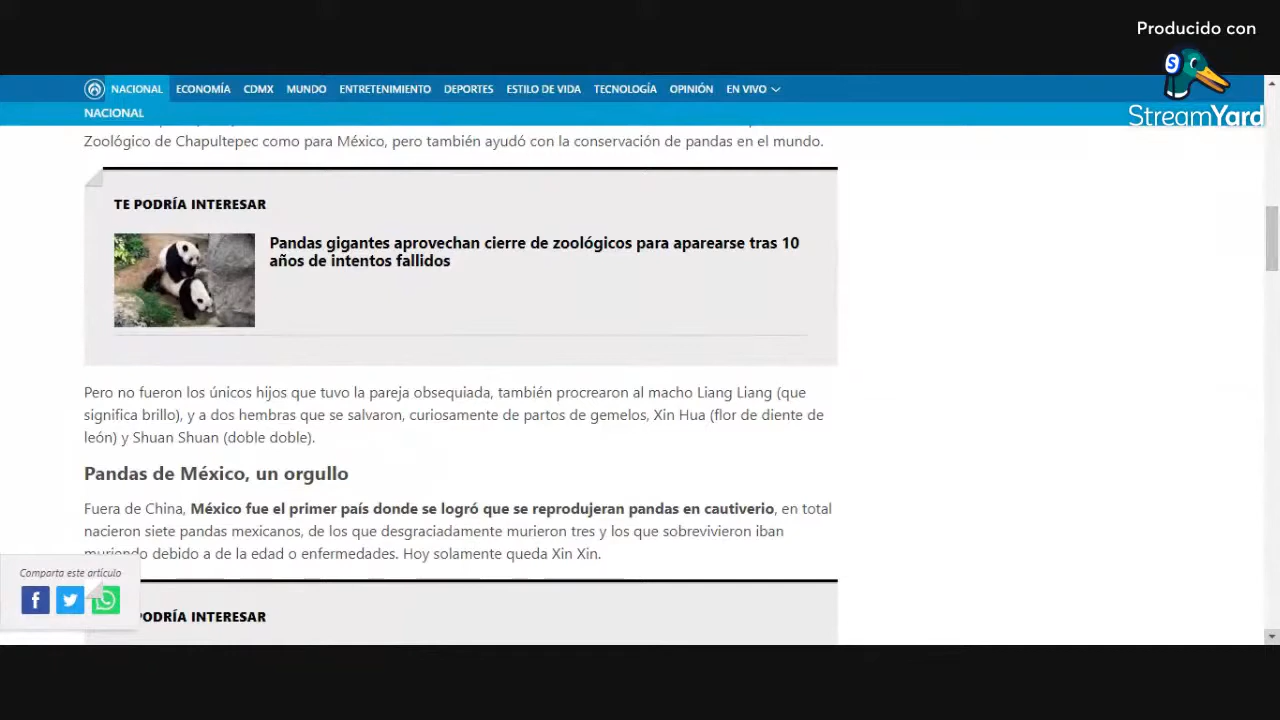 Producido con
StreamYard
NACIONAL ECONOMÍA CDMX MUNDO ENTRETENIMIENTO DEPORTES ESTILO DE VIDA TECNOLOGÍA OPINIÓN EN VIVO
NACIONAL
Zoológico de Chapultepec como para México, pero también ayudó con la conservación de pandas en el mundo.
TE PODRÍA INTERESAR
Pandas gigantes aprovechan cierre de zoológicos para aparearse tras 10
años de intentos fallidos
Pero no fueron los únicos hijos que tuvo la pareja obsequiada, también procrearon al macho Liang Liang (que
significa brillo), y a dos hembras que se salvaron, curiosamente de partos de gemelos, Xin Hua (flor de diente de
león) y Shuan Shuan (doble doble).
Pandas de México, un orgullo
Fuera de China, México fue el primer país donde se logró que se reprodujeran pandas en cautiverio, en total
nacieron siete pandas mexicanos, de los que desgraciadamente murieron tres y los que sobrevivieron iban
muriendo debido a de la edad o enfermedades. Hoy solamente queda Xin Xin.
Comparta este artículo
PODRÍA INTERESAR